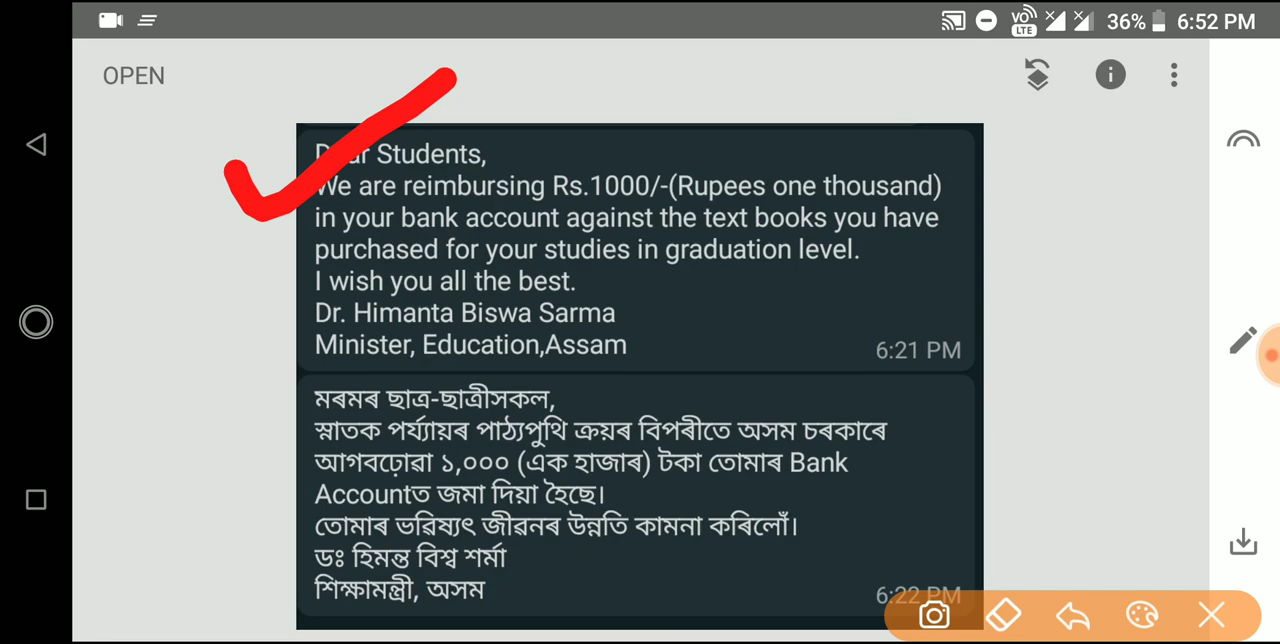 VO
LTE
36%
6:52 PM
OPEN
Dear Students,
We are reimbursing Rs.1000/-(Rupees one thousand)
in your bank account against the text books you have
purchased for your studies in graduation level.
I wish you all the best.
Dr. Himanta Biswa Sarma
Minister, Education,Assam
6:21 PM
মৰমৰ ছাত্ৰ-ছাত্ৰীসকল,
স্নাতক পৰ্য্যায়ৰ পাঠ্যপুথি ক্ৰয়ৰ বিপৰীতে অসম চৰকাৰে
আগবঢ়োৱা ১,০০০ (এক হাজাৰ) টকা তোমাৰ Bank
Accountত জমা দিয়া হৈছে।
তোমাৰ ভৱিষ্যৎ জীৱনৰ উন্নতি কামনা কৰিলোঁ।
ডঃ হিমন্ত বিশ্ব শৰ্মা
শিক্ষামন্ত্ৰী, অসম
6:22 PM